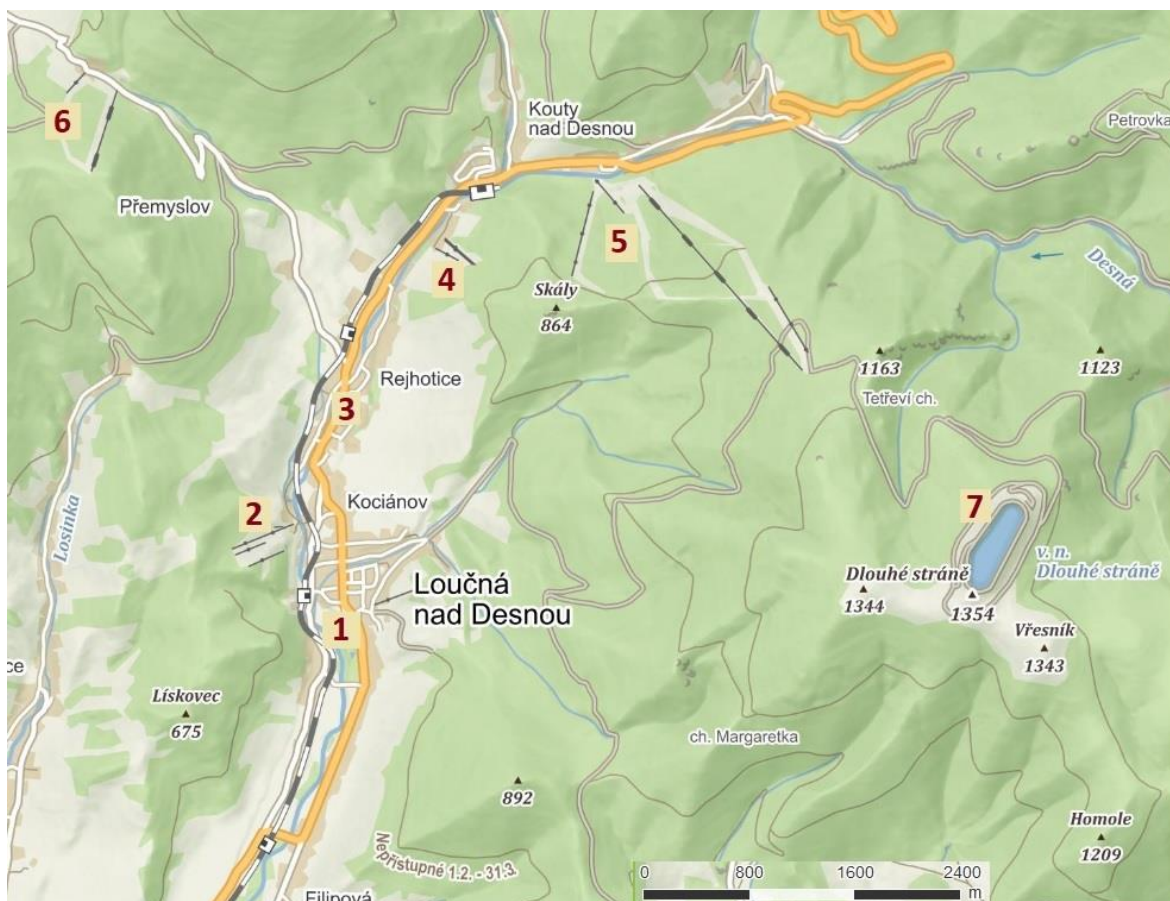 6
Přemyslov
Kouty
nad Desnou
Petrovka
5
4
Skály
864
Desná
1163
1123
Tetřeví ch.
Rejhotice
3
Losinka
2
Kociánov
7
v. n.
Dlouhé stráně
Loučná
nad Desnou
Dlouhé stráně
1344
1354
Vřesník
1343
1
ce
Lískovec
675
ch. Margaretka
892
Homole
1209
Nepřístupné 1.2. - 31.3.
Filipová
0 800 1600 2400
m